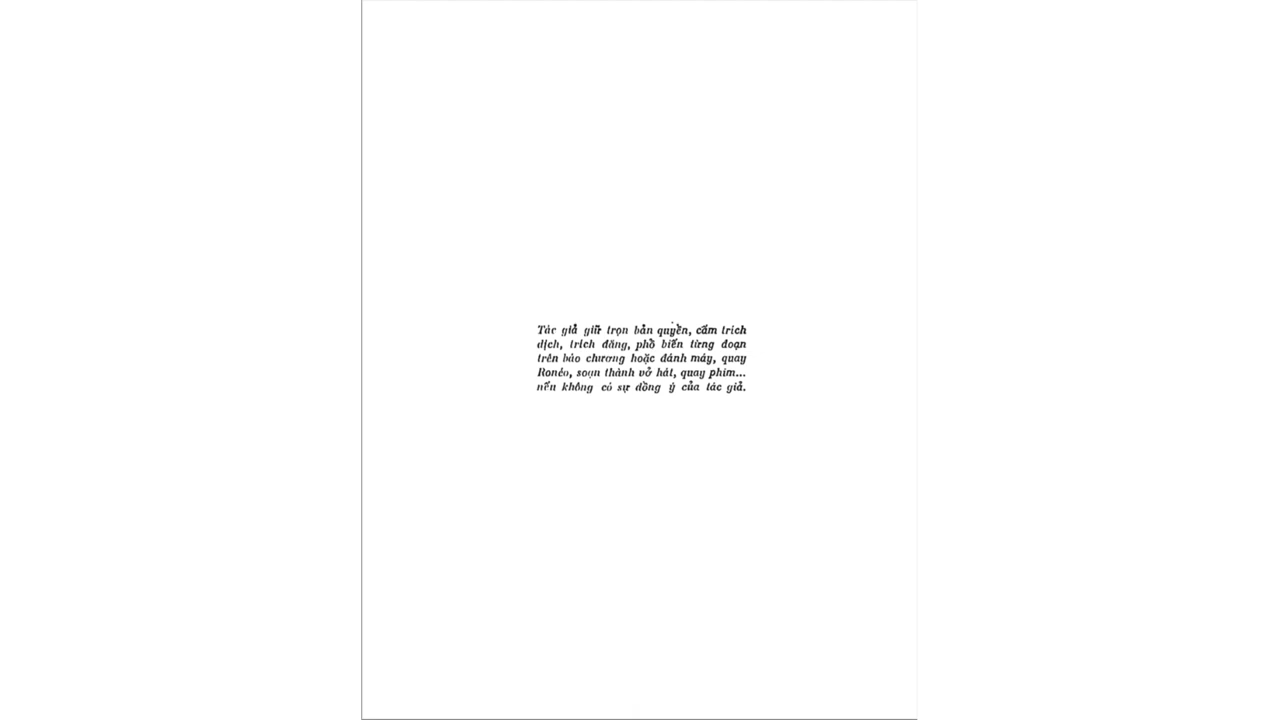 Tác giả giữ trọn bản quyền, cấm trích
dịch, trích đăng, phổ biến từng đoạn
trên báo chương hoặc đánh máy, quay
Ronéo, soạn thành vở hát, quay phim...
nếu không có sự đồng ý của tác giả.